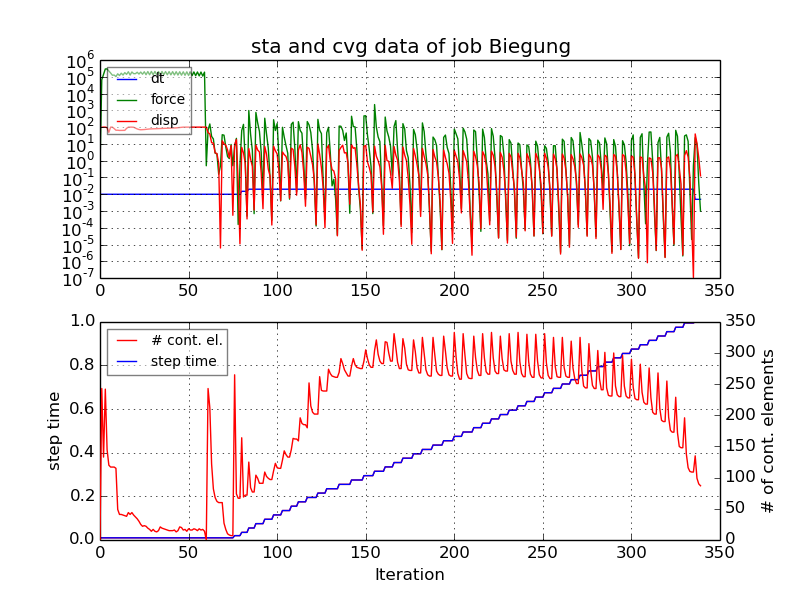 sta and cvg data of job Biegung
10^6
10^5
10^4
10^3
10^2
10^1
10^0
10^-1
10^-2
10^-3
10^-4
10^-5
10^-6
10^-7
dt
force
disp
0 50 100 150 200 250 300 350
1.0
0.8
0.6
0.4
0.2
0.0
step time
# cont. el.
step time
350
300
250
200
150
100
50
0
# of cont. elements
0 50 100 150 200 250 300 350
Iteration